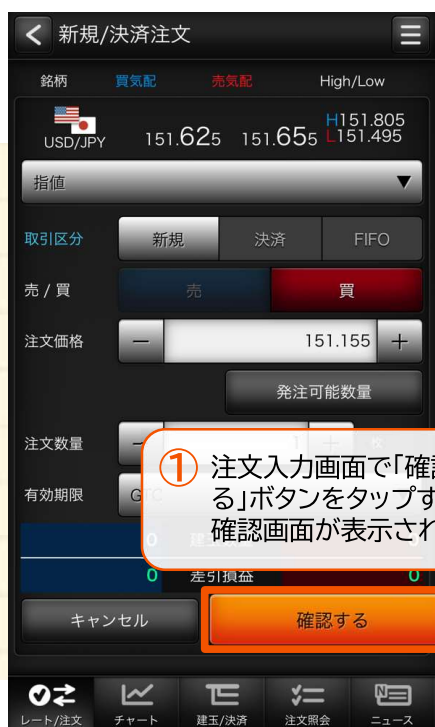 新規/決済注文
銘柄 買気配 売気配 High/Low
USD/JPY 151.625 151.655 H151.805
L151.495
指値 ▼
取引区分 新規 決済 FIFO
売 / 買 売 買
注文価格 − 151.155 +
発注可能数量
注文数量 − 1 +
① 注文入力画面で「確認
有効期限
る」ボタンをタップす
確認画面が表示され
0
0 差引損益 0
キャンセル 確認する
レート/注文 チャート 建玉/決済 注文照会 ニュース